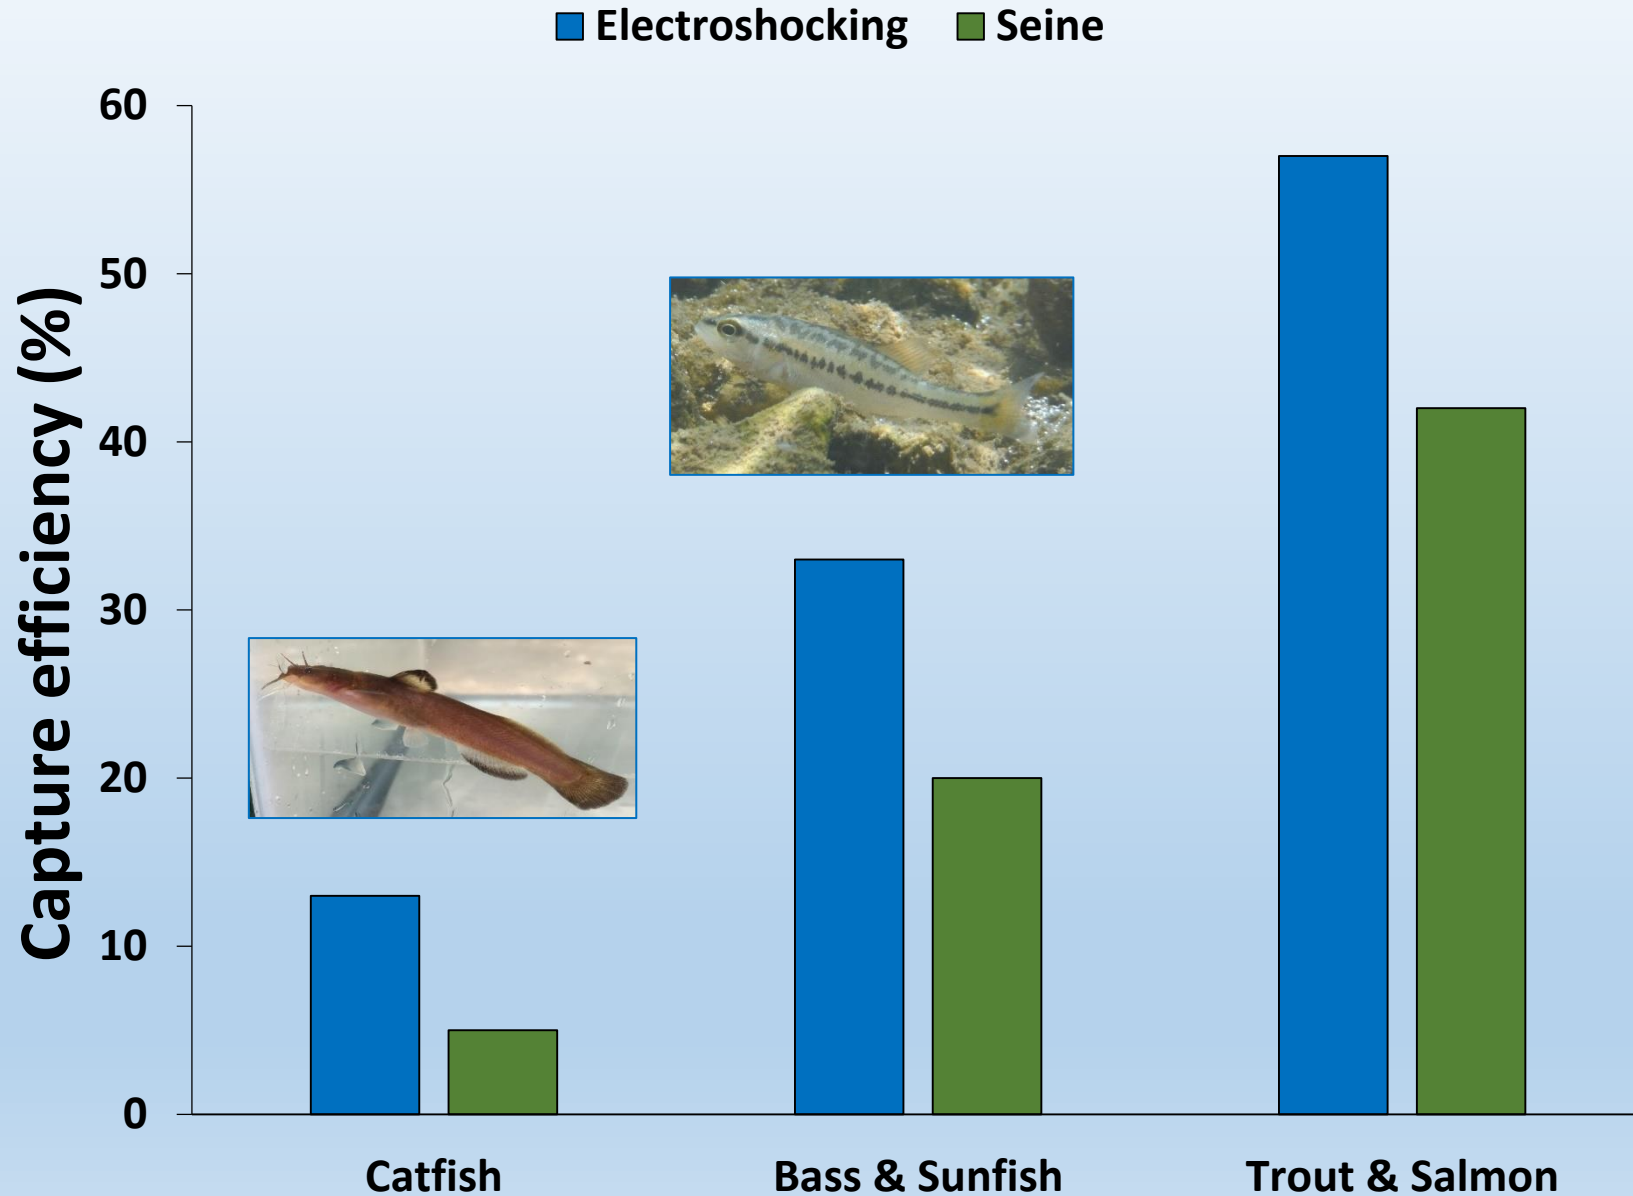 Electroshocking Seine
Capture efficiency (%)
60
50
40
30
20
10
0
Catfish Bass & Sunfish Trout & Salmon